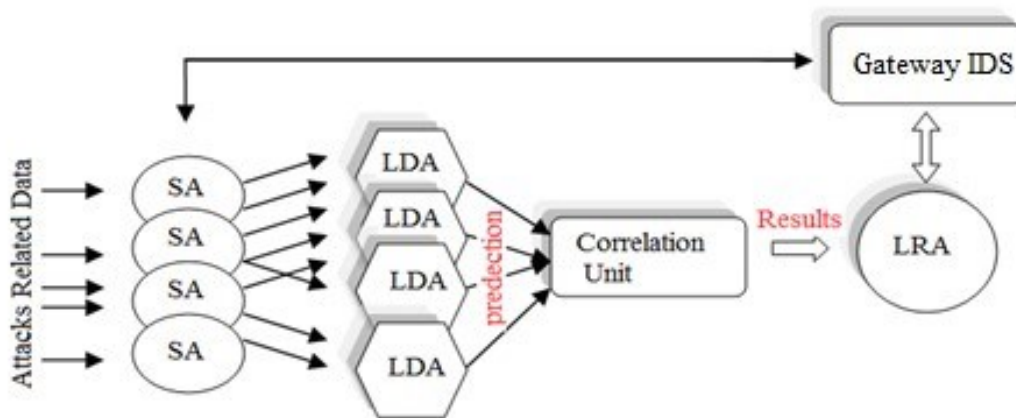 Gateway IDS
Attacks Related Data
SA
SA
SA
SA
LDA
LDA
LDA
LDA
predection
Correlation
Unit
Results
LRA